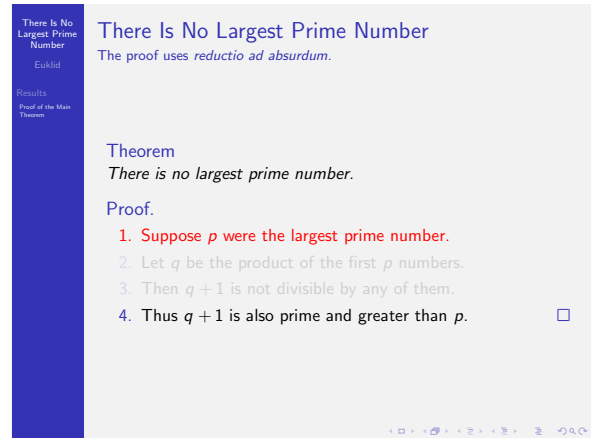 There Is No
Largest Prime
Number
Euklid
Results
Proof of the Main
Theorem
There Is No Largest Prime Number
The proof uses reductio ad absurdum.
Theorem
There is no largest prime number.
Proof.
1. Suppose p were the largest prime number.
2. Let q be the product of the first p numbers.
3. Then q + 1 is not divisible by any of them.
4. Thus q + 1 is also prime and greater than p. □